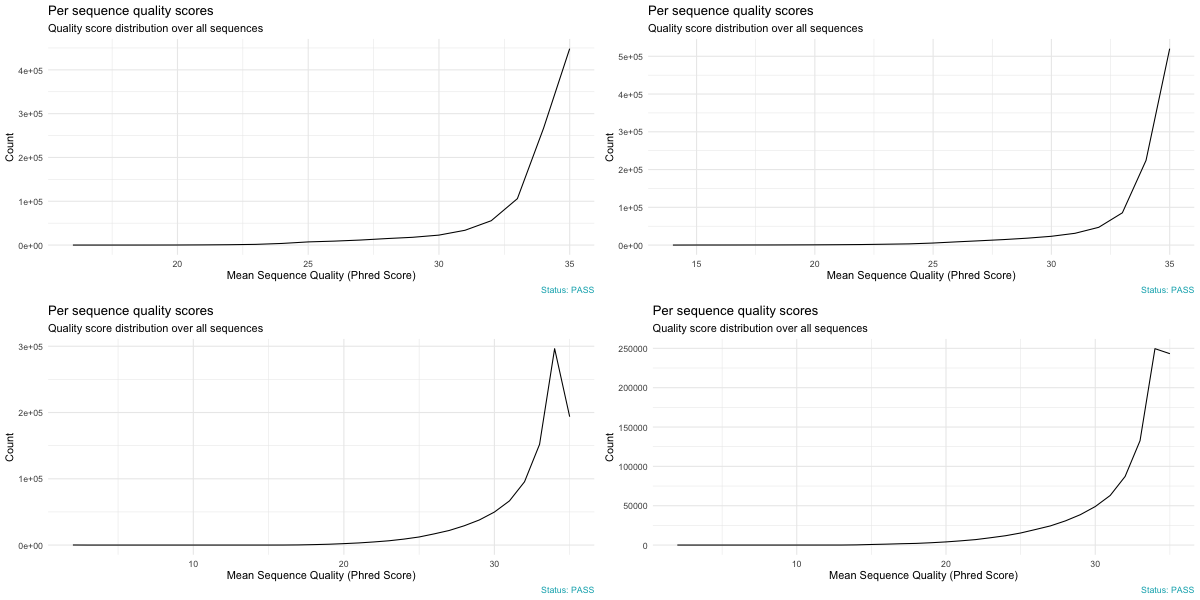 Per sequence quality scores
Quality score distribution over all sequences
4e+05
3e+05
2e+05
1e+05
0e+00
Count
20 25 30 35
Mean Sequence Quality (Phred Score)
Status: PASS
Per sequence quality scores
Quality score distribution over all sequences
5e+05
4e+05
3e+05
2e+05
1e+05
0e+00
Count
15 20 25 30 35
Mean Sequence Quality (Phred Score)
Status: PASS
Per sequence quality scores
Quality score distribution over all sequences
3e+05
2e+05
1e+05
0e+00
Count
10 20 30
Mean Sequence Quality (Phred Score)
Status: PASS
Per sequence quality scores
Quality score distribution over all sequences
250000
200000
150000
100000
50000
0
Count
10 20 30
Mean Sequence Quality (Phred Score)
Status: PASS